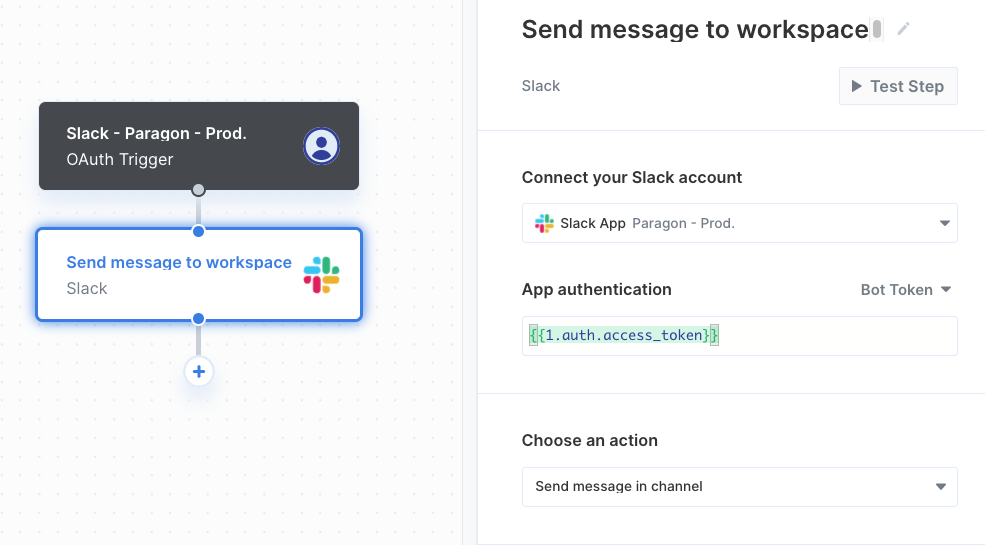 Slack - Paragon - Prod.
OAuth Trigger
Send message to workspace
Slack
Send message to workspace
Slack
Test Step
Connect your Slack account
Slack App Paragon - Prod.
App authentication
Bot Token
{{1.auth.access_token}}
Choose an action
Send message in channel